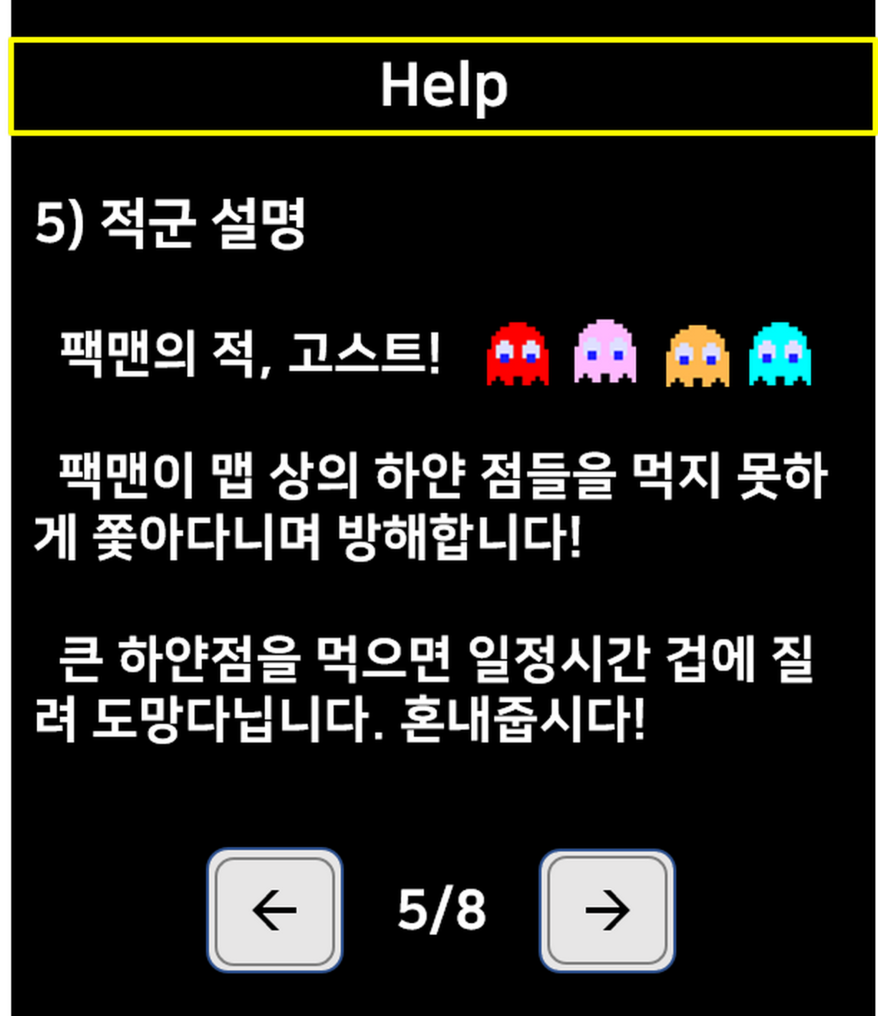 Help
5) 적군 설명
팩맨의 적, 고스트!
팩맨이 맵 상의 하얀 점들을 먹지 못하
게 쫓아다니며 방해합니다!
큰 하얀점을 먹으면 일정시간 겁에 질
려 도망다닙니다. 혼내줍시다!
← 5/8 →